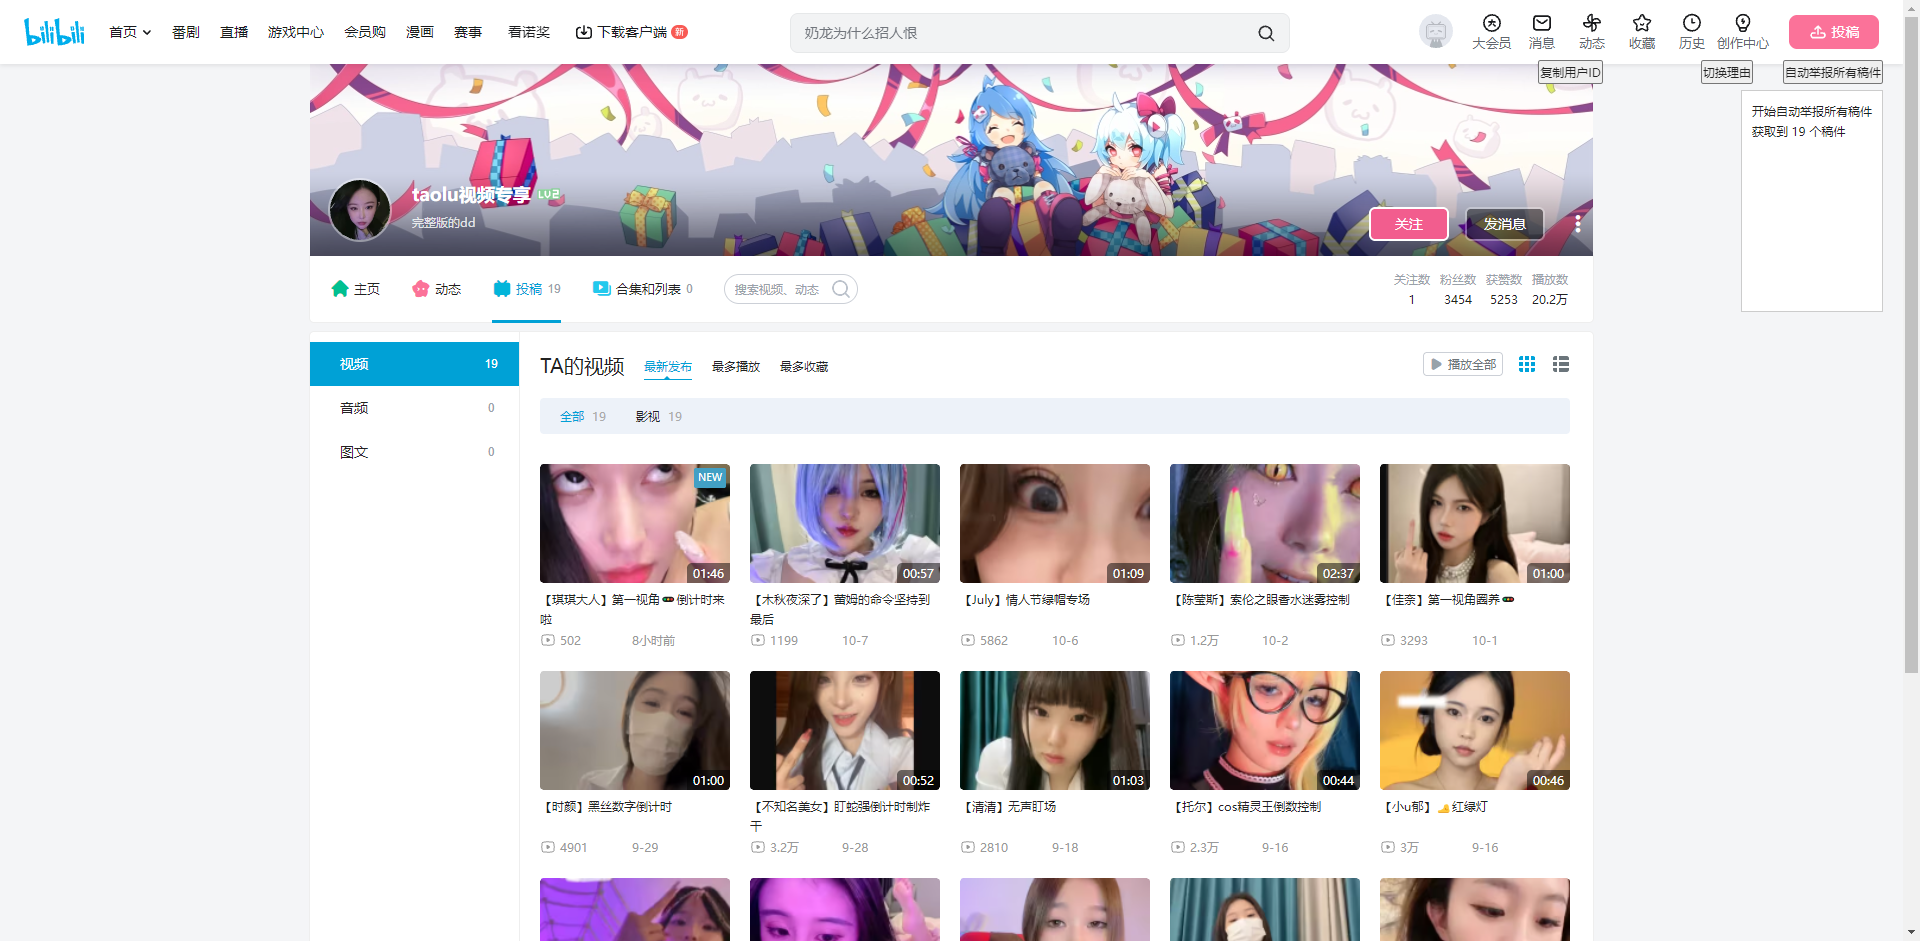 bilibili
首页
番剧
直播
游戏中心
会员购
漫画
赛事
看诺奖
下载客户端 新
奶龙为什么招人恨
大会员
消息
动态
收藏
历史
创作中心
投稿
复制用户ID
切换理由
自动举报所有稿件
开始自动举报所有稿件
获取到 19 个稿件
taolu视频专享 LV2
完整版的dd
关注
发消息
主页
动态
投稿 19
合集和列表 0
搜索视频、动态
关注数 粉丝数 获赞数 播放数
1 3454 5253 20.2万
视频 19
音频 0
图文 0
TA的视频
最新发布
最多播放
最多收藏
播放全部
全部 19
影视 19
NEW
01:46
【琪琪大人】第一视角🚥倒计时来
啦
502 8小时前
00:57
【木秋夜深了】蕾姆的命令坚持到
最后
1199 10-7
01:09
【July】情人节绿帽专场
5862 10-6
02:37
【陈莹斯】索伦之眼香水迷雾控制
1.2万 10-2
01:00
【佳奈】第一视角圈养🚥
3293 10-1
01:00
【时颜】黑丝数字倒计时
4901 9-29
00:52
【不知名美女】盯蛇强倒计时制炸
干
3.2万 9-28
01:03
【清清】无声盯场
2810 9-18
00:44
【托尔】cos精灵王倒数控制
2.3万 9-16
00:46
【小u郁】🦶红绿灯
3万 9-16